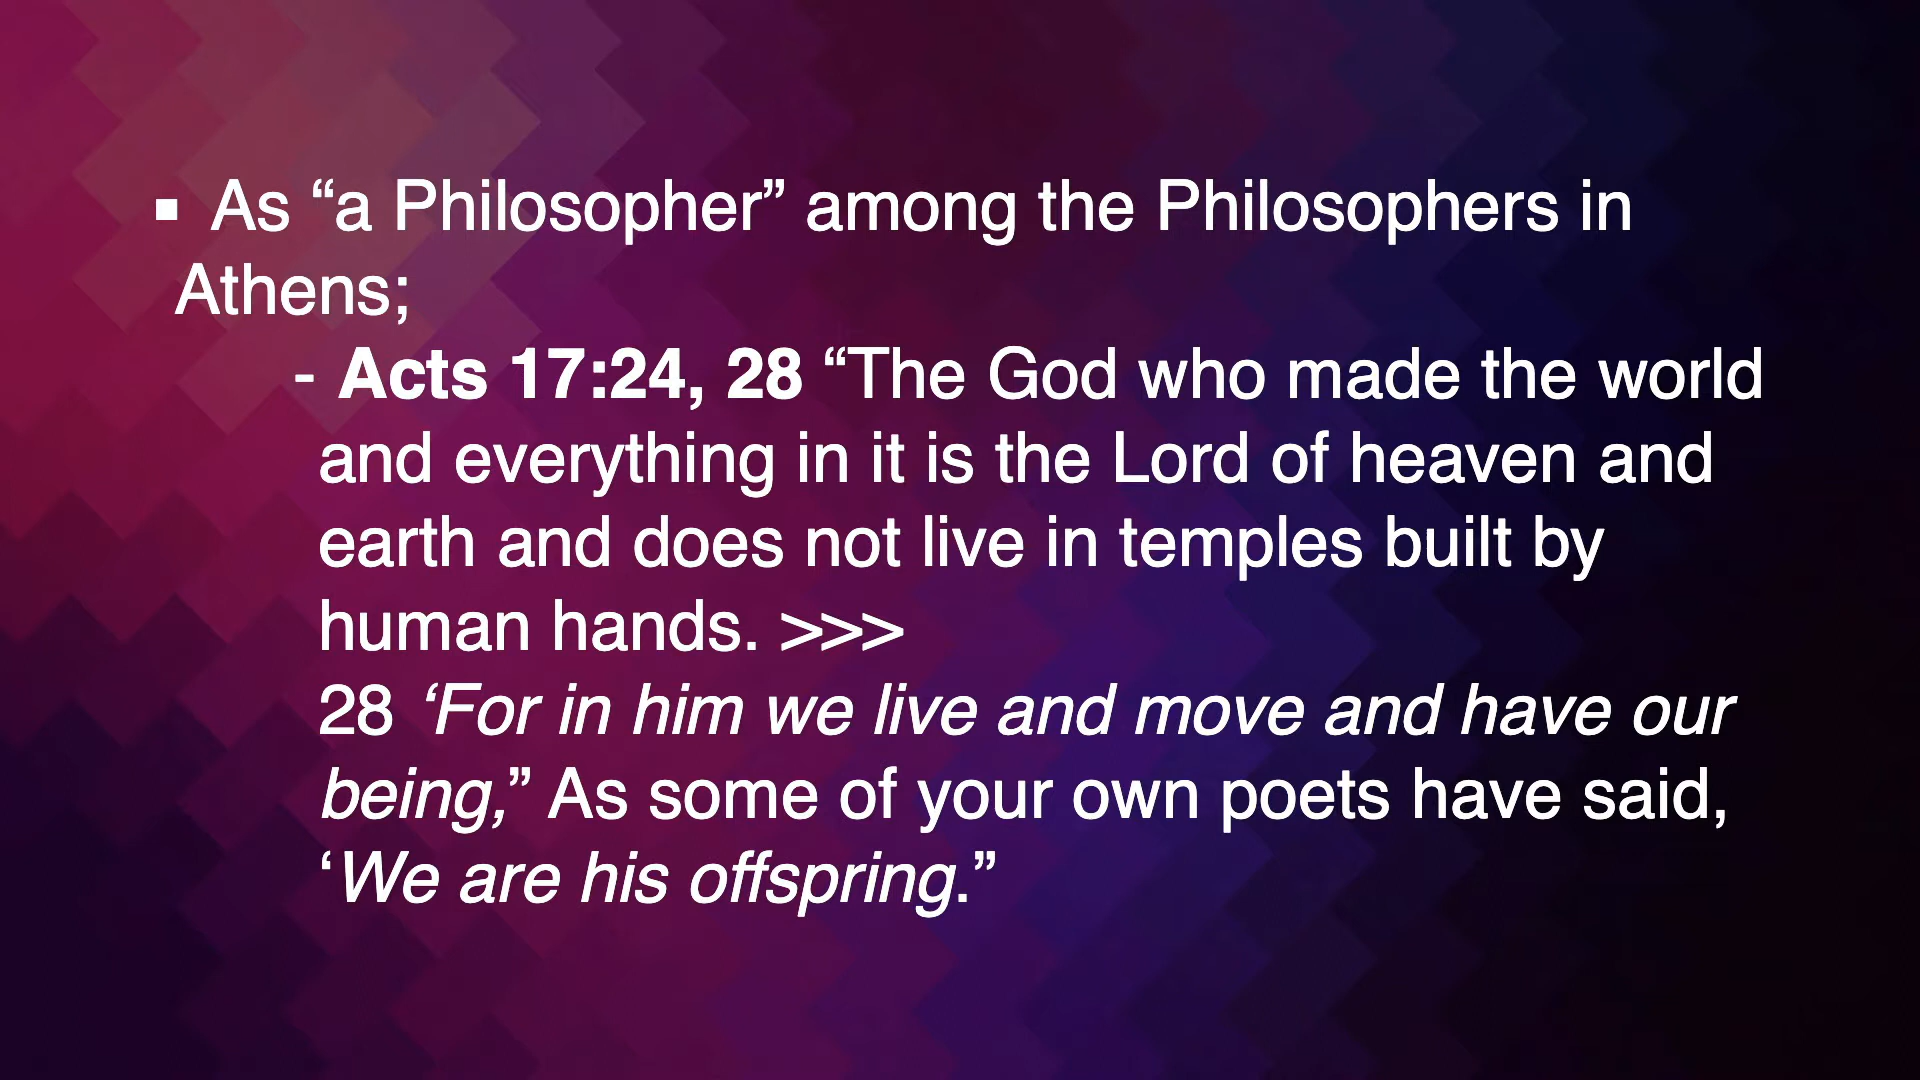 ▪ As “a Philosopher” among the Philosophers in
Athens;
- Acts 17:24, 28 “The God who made the world
and everything in it is the Lord of heaven and
earth and does not live in temples built by
human hands. >>>
28 ‘For in him we live and move and have our
being,” As some of your own poets have said,
‘We are his offspring.”